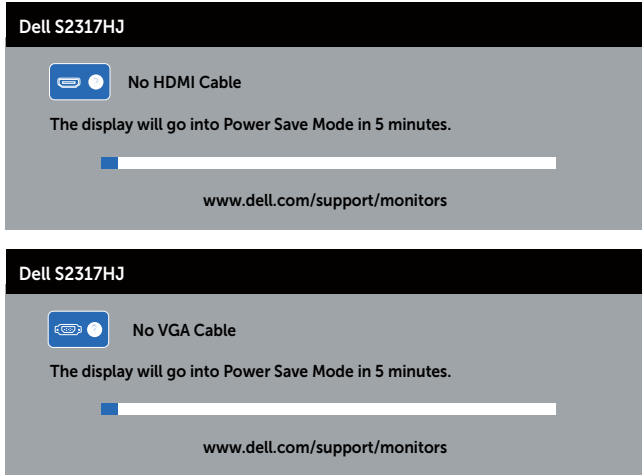 Dell S2317HJ
No HDMI Cable
The display will go into Power Save Mode in 5 minutes.
www.dell.com/support/monitors
Dell S2317HJ
No VGA Cable
The display will go into Power Save Mode in 5 minutes.
www.dell.com/support/monitors